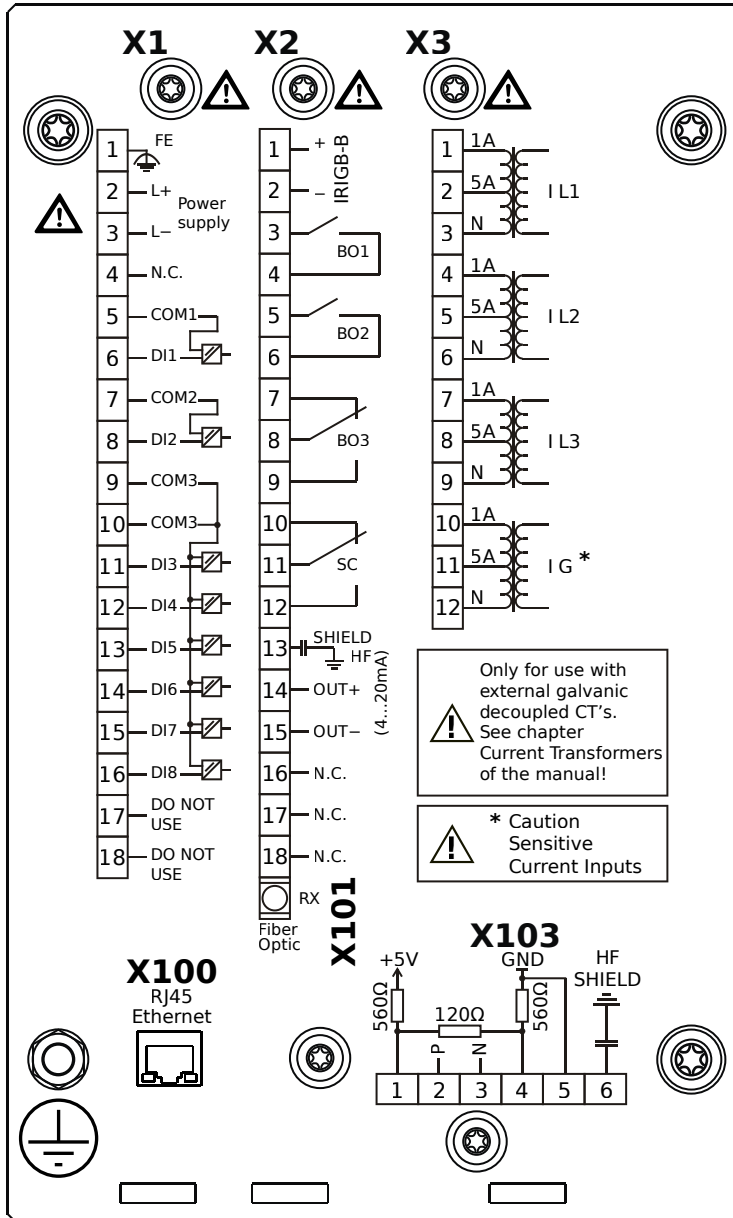 X1
X2
X3
1 FE
2 L+
Power
supply
3 L−
4 N.C.
5 COM1
6 DI1
7 COM2
8 DI2
9 COM3
10 COM3
11 DI3
12 DI4
13 DI5
14 DI6
15 DI7
16 DI8
17 DO NOT
USE
18 DO NOT
USE
1 +
2 −
IRIGB-B
3
BO1
4
5
BO2
6
7
8 BO3
9
10
11 SC
12
13 SHIELD
HF
14 OUT+
15 OUT−
(4...20mA)
16 N.C.
17 N.C.
18 N.C.
RX
Fiber
Optic
X101
1 1A
2 5A I L1
3 N
4 1A
5 5A I L2
6 N
7 1A
8 5A I L3
9 N
10 1A
11 5A I G *
12 N
! Only for use with
external galvanic
decoupled CT's.
See chapter
Current Transformers
of the manual!
! * Caution
Sensitive
Current Inputs
X100
RJ45
Ethernet
X103
+5V
GND
HF
SHIELD
560Ω
120Ω
560Ω
P
N
1 2 3 4 5 6